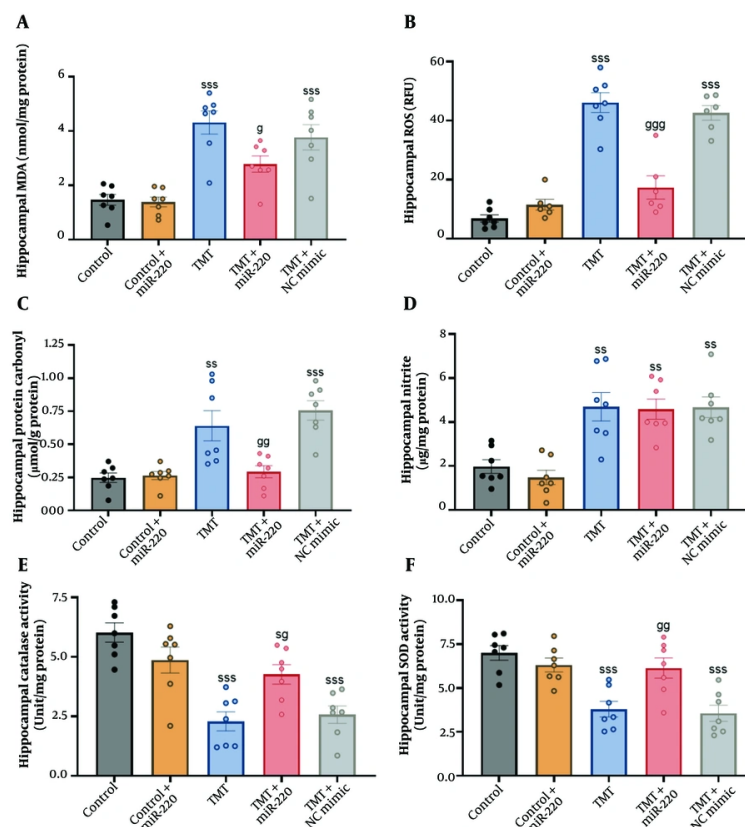 A
Hippocampal MDA (nmol/mg protein)
6
4
2
0
sss
g
sss
Control
Control +
miR-220
TMT
TMT +
miR-220
TMT +
NC mimic
B
Hippocampal ROS (RFU)
60
40
20
0
sss
ggg
sss
Control
Control +
miR-220
TMT
TMT +
miR-220
TMT +
NC mimic
C
Hippocampal protein carbonyl
(µmol/g protein)
1.25
1.00
0.75
0.50
0.25
000
ss
gg
sss
Control
Control +
miR-220
TMT
TMT +
miR-220
TMT +
NC mimic
D
Hippocampal nitrite
(µg/mg protein)
8
6
4
2
0
ss
ss
ss
Control
Control +
miR-220
TMT
TMT +
miR-220
TMT +
NC mimic
E
Hippocampal catalase activity
(Unit/mg protein)
7.5
5.0
2.5
0.0
sss
sg
sss
Control
Control +
miR-220
TMT
TMT +
miR-220
TMT +
NC mimic
F
Hippocampal SOD activity
(Unit/mg protein)
10.0
7.5
5.0
2.5
0.0
sss
gg
sss
Control
Control +
miR-220
TMT
TMT +
miR-220
TMT +
NC mimic